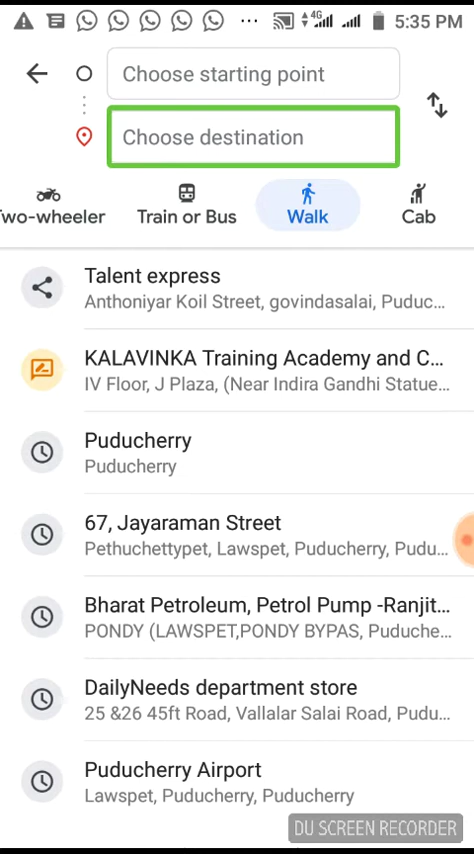 4G 5:35 PM
Choose starting point
Choose destination
Two-wheeler Train or Bus Walk Cab
Talent express
Anthoniyar Koil Street, govindasalai, Puduc...
KALAVINKA Training Academy and C...
IV Floor, J Plaza, (Near Indira Gandhi Statue...
Puducherry
Puducherry
67, Jayaraman Street
Pethuchettypet, Lawspet, Puducherry, Pudu...
Bharat Petroleum, Petrol Pump -Ranjit...
PONDY (LAWSPET,PONDY BYPAS, Puduche...
DailyNeeds department store
25 &26 45ft Road, Vallalar Salai Road, Pudu...
Puducherry Airport
Lawspet, Puducherry, Puducherry
DU SCREEN RECORDER